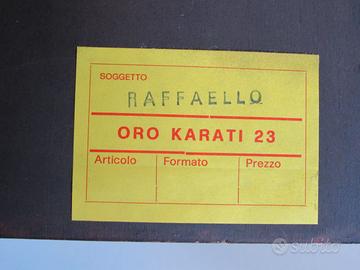 SOGGETTO
RAFFAELLO
ORO KARATI 23
Articolo Formato Prezzo
subito